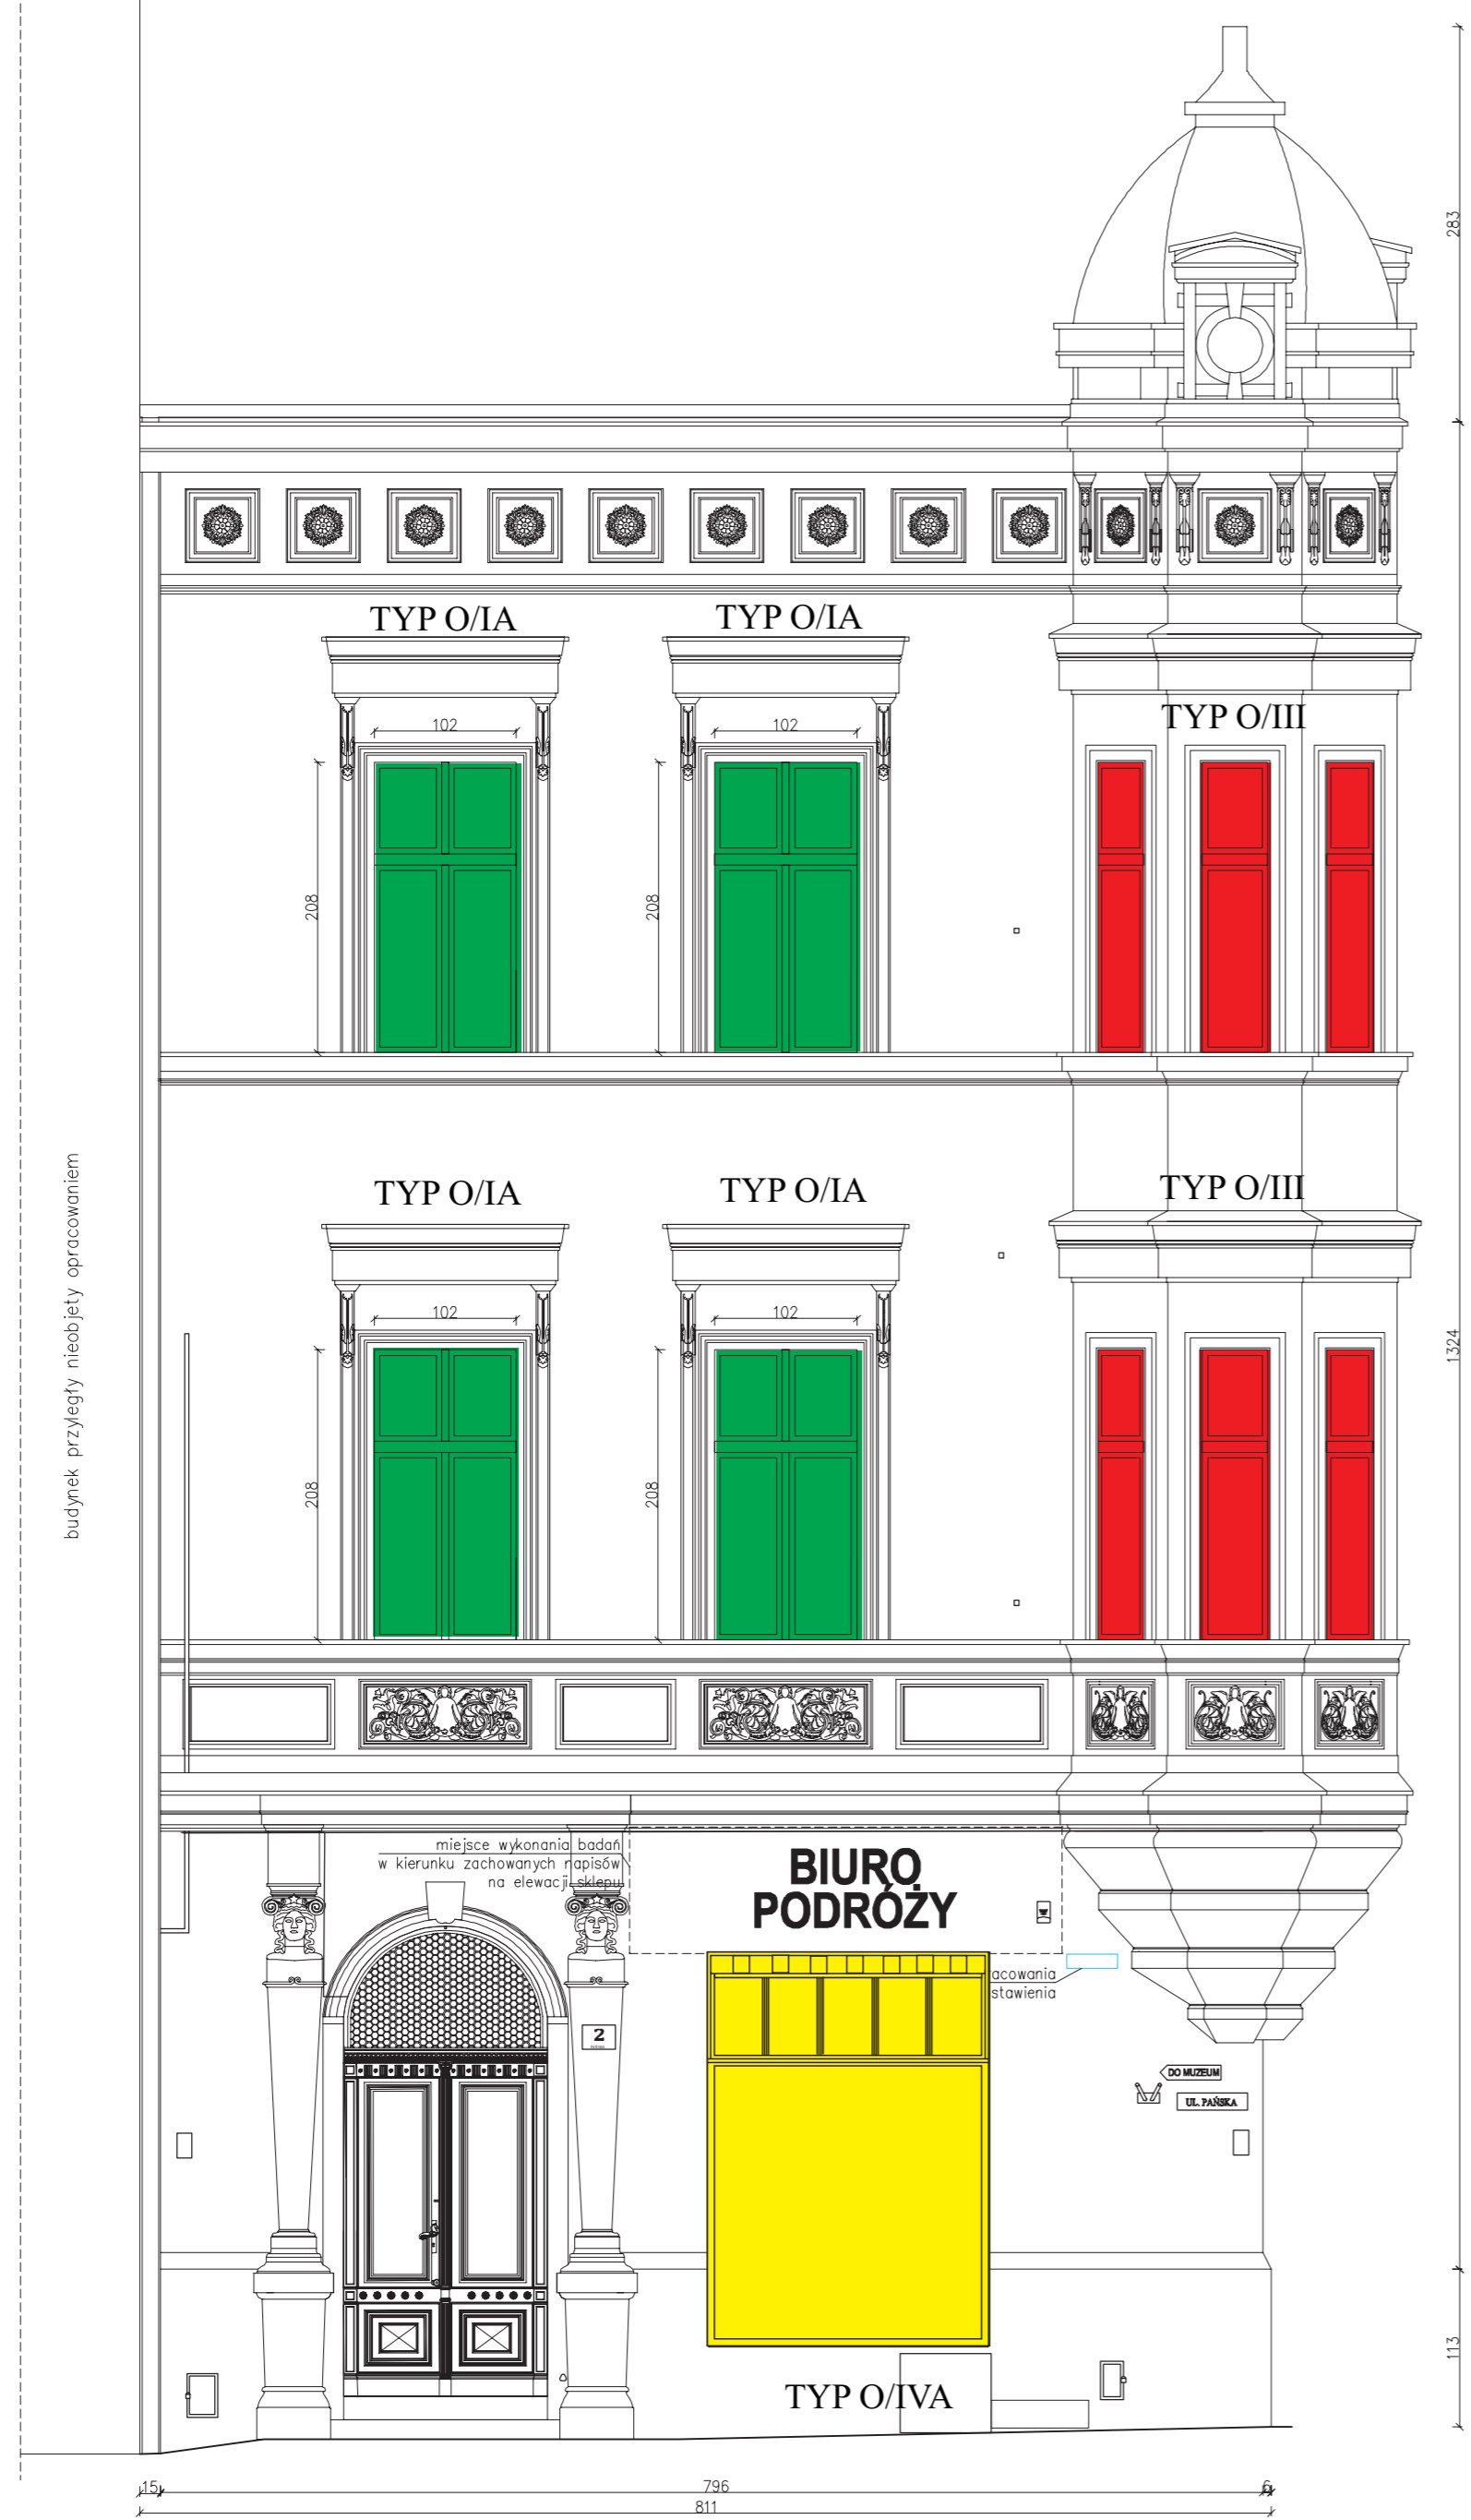 283
TYP O/IA
TYP O/IA
TYP O/III
102
102
208
208
budynek przyległy nieobjety opracowaniem
TYP O/IA
TYP O/IA
TYP O/III
102
102
208
208
1324
miejsce wykonania badań
w kierunku zachowanych napisów
na elewacji sklepu
BIURO
PODRÓŻY
acowania
stawienia
2
DO MUZEUM
UL. PAŃSKA
113
TYP O/IVA
15
796
6
811